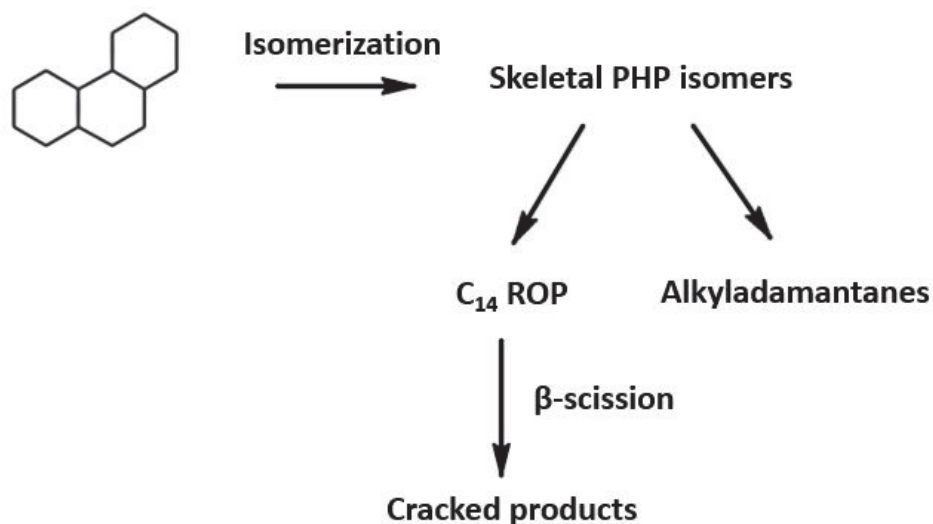 Isomerization
Skeletal PHP isomers
C₁₄ ROP
Alkyladamantanes
β-scission
Cracked products